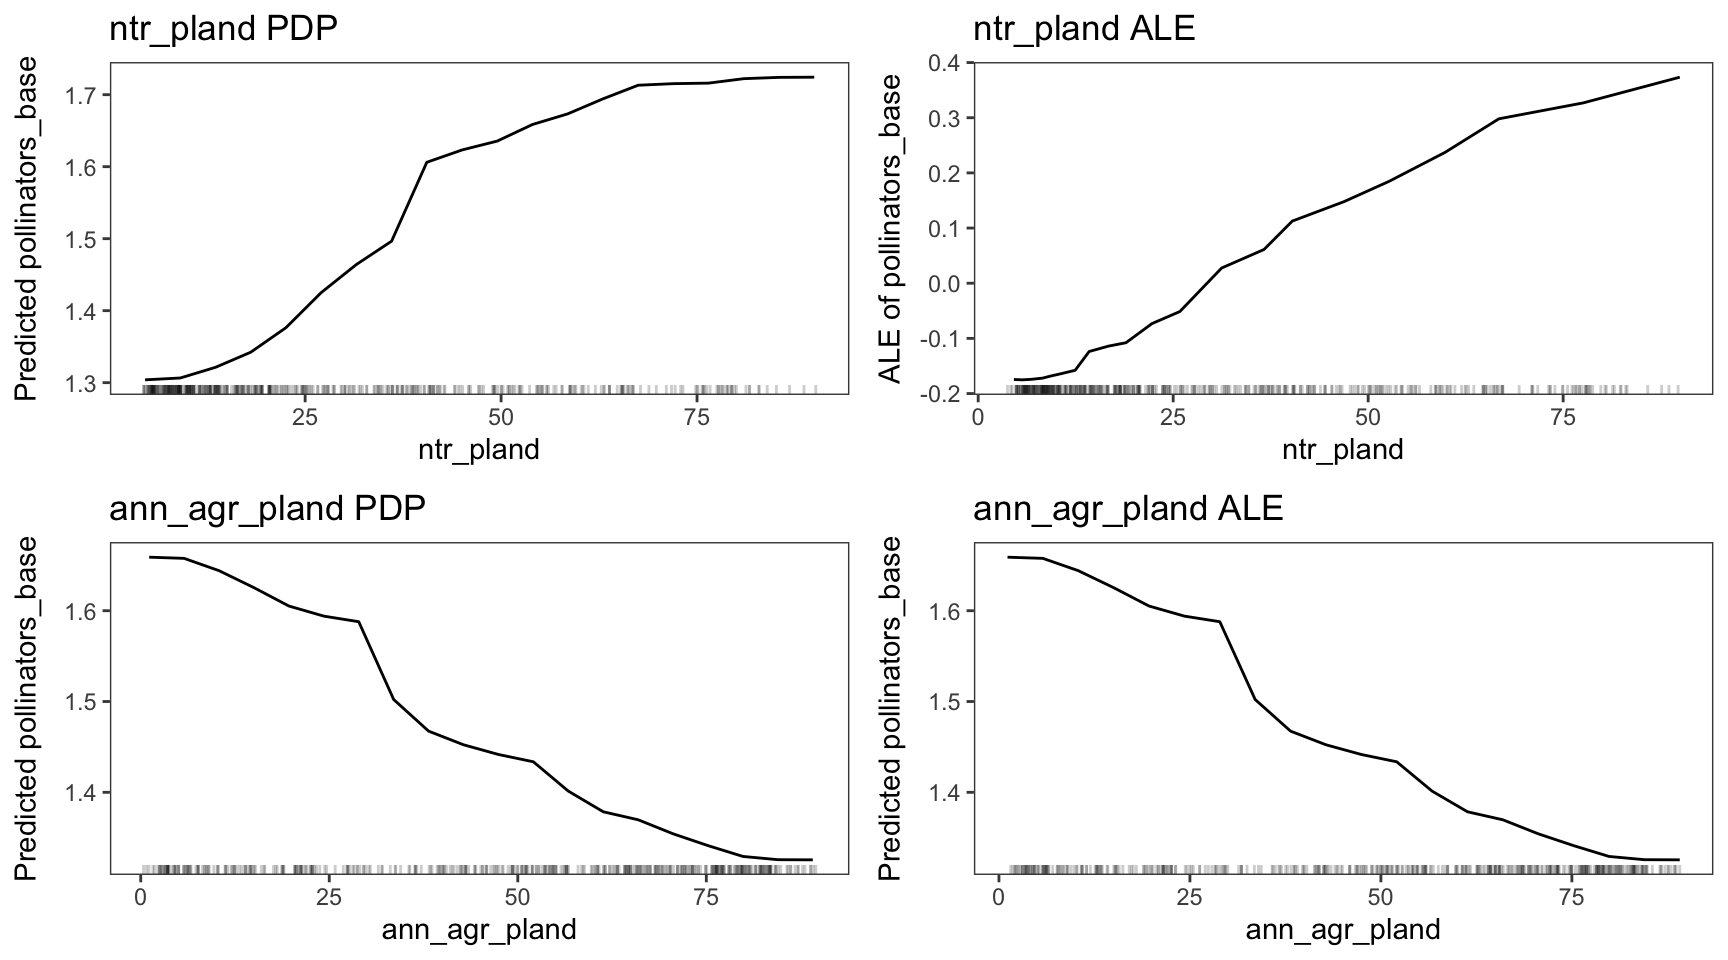 ntr_pland PDP
Predicted pollinators_base
1.7
1.6
1.5
1.4
1.3
25 50 75
ntr_pland
ntr_pland ALE
ALE of pollinators_base
0.4
0.3
0.2
0.1
0.0
-0.1
-0.2
0 25 50 75
ntr_pland
ann_agr_pland PDP
Predicted pollinators_base
1.6
1.5
1.4
0 25 50 75
ann_agr_pland
ann_agr_pland ALE
Predicted pollinators_base
1.6
1.5
1.4
0 25 50 75
ann_agr_pland